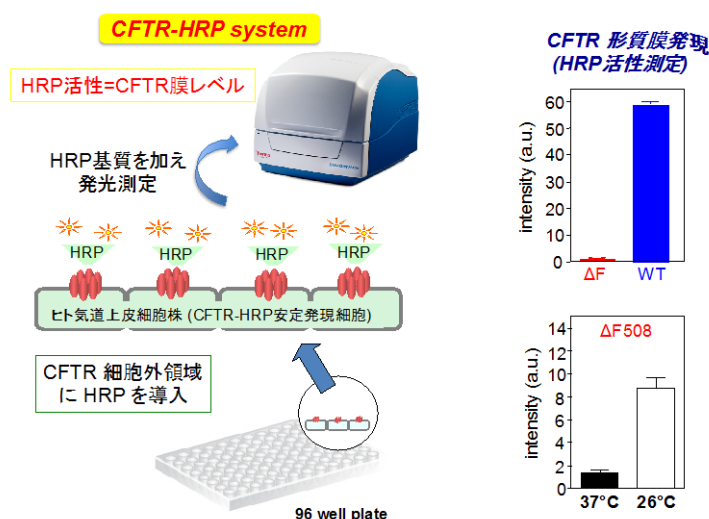 CFTR-HRP system
HRP活性=CFTR膜レベル
HRP基質を加え
発光測定
HRP
HRP
HRP
HRP
ヒト気道上皮細胞株 (CFTR-HRP安定発現細胞)
CFTR 細胞外領域
に HRP を導入
96 well plate
CFTR 形質膜発現
(HRP活性測定)
intensity (a.u.)
60
50
40
30
20
10
0
ΔF
WT
ΔF508
intensity (a.u.)
14
12
10
8
6
4
2
0
37°C
26°C